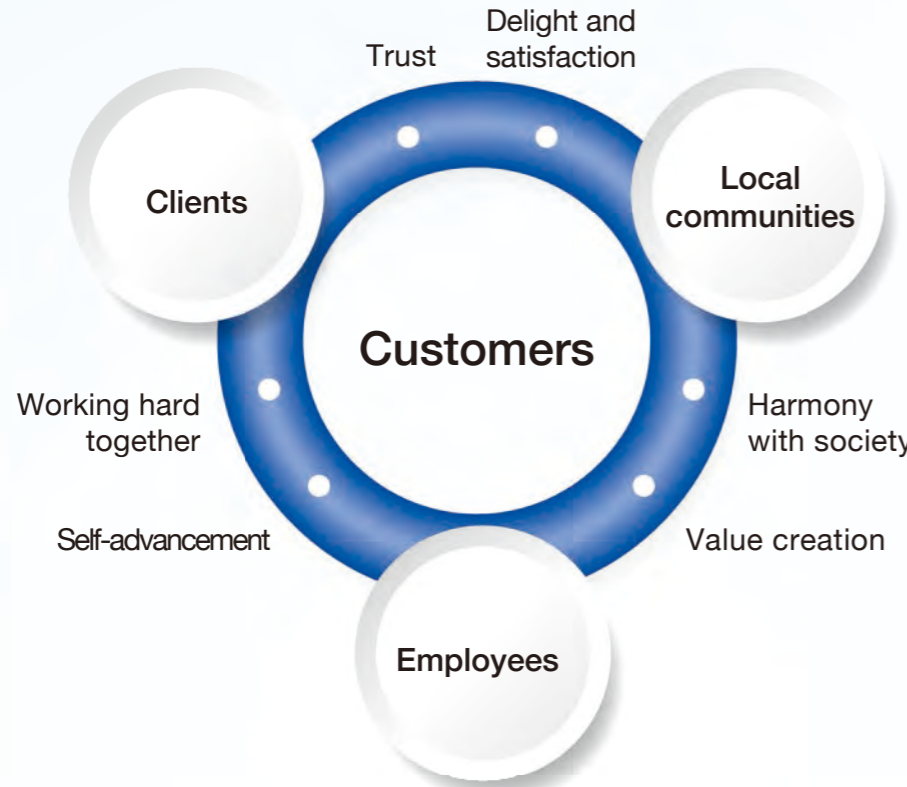 Delight and
satisfaction
Trust
Clients
Local
communities
Customers
Working hard
together
Harmony
with society
Self-advancement
Value creation
Employees